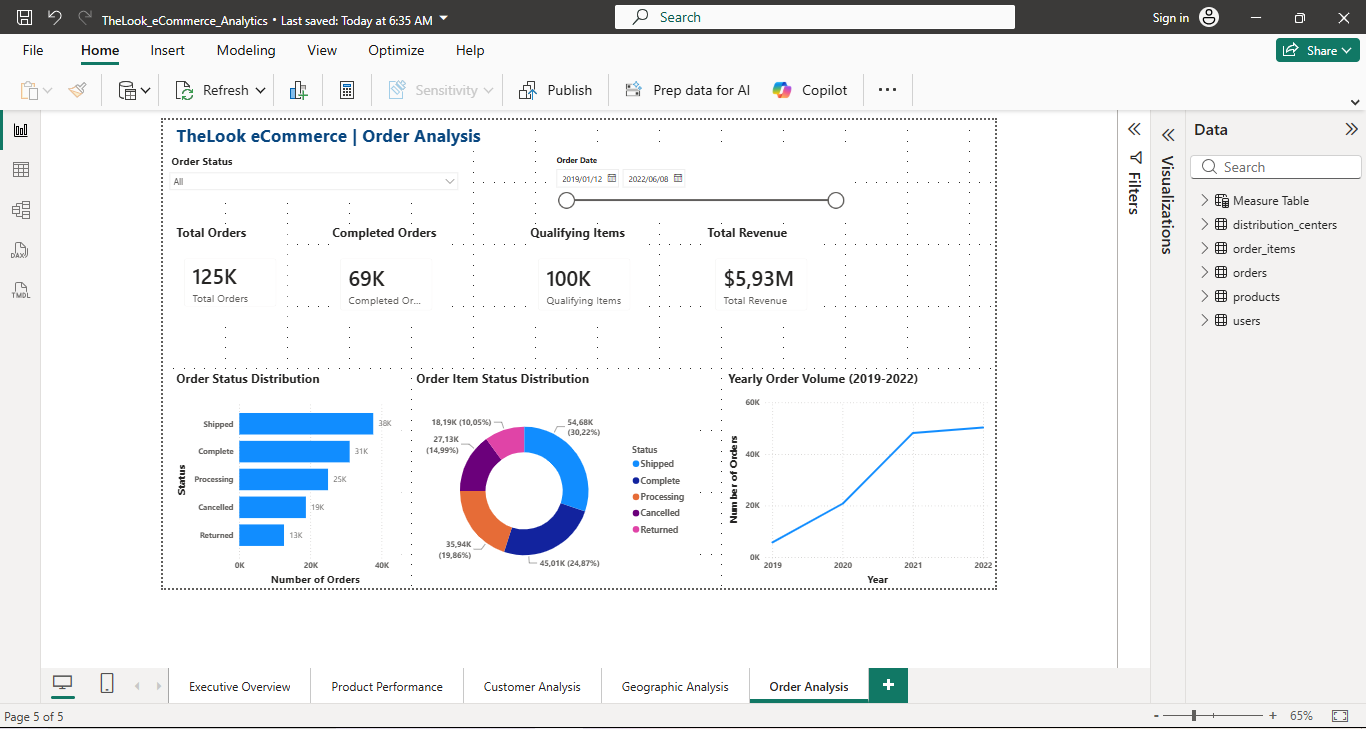 TheLook_eCommerce_Analytics • Last saved: Today at 6:35 AM
Search
Sign in
File Home Insert Modeling View Optimize Help
Share
Refresh
Sensitivity
Publish
Prep data for AI
Copilot
TheLook eCommerce | Order Analysis
Order Status
All
Order Date
2019/01/12 2022/06/08
Total Orders Completed Orders Qualifying Items Total Revenue
125K
Total Orders
69K
Completed Or...
100K
Qualifying Items
$5,93M
Total Revenue
Order Status Distribution
Status
Shipped 38K
Complete 31K
Processing 25K
Cancelled 19K
Returned 13K
0K 20K 40K
Number of Orders
Order Item Status Distribution
18,19K (10,05%)
27,13K
(14,99%)
35,94K
(19,86%)
54,68K
(30,22%)
45,01K (24,87%)
Status
Shipped
Complete
Processing
Cancelled
Returned
Yearly Order Volume (2019-2022)
Number of Orders
60K
40K
20K
0K
2019 2020 2021 2022
Year
Filters
Visualizations
Data
Search
Measure Table
distribution_centers
order_items
orders
products
users
DAX
TMDL
Executive Overview Product Performance Customer Analysis Geographic Analysis Order Analysis
Page 5 of 5
- + 65%